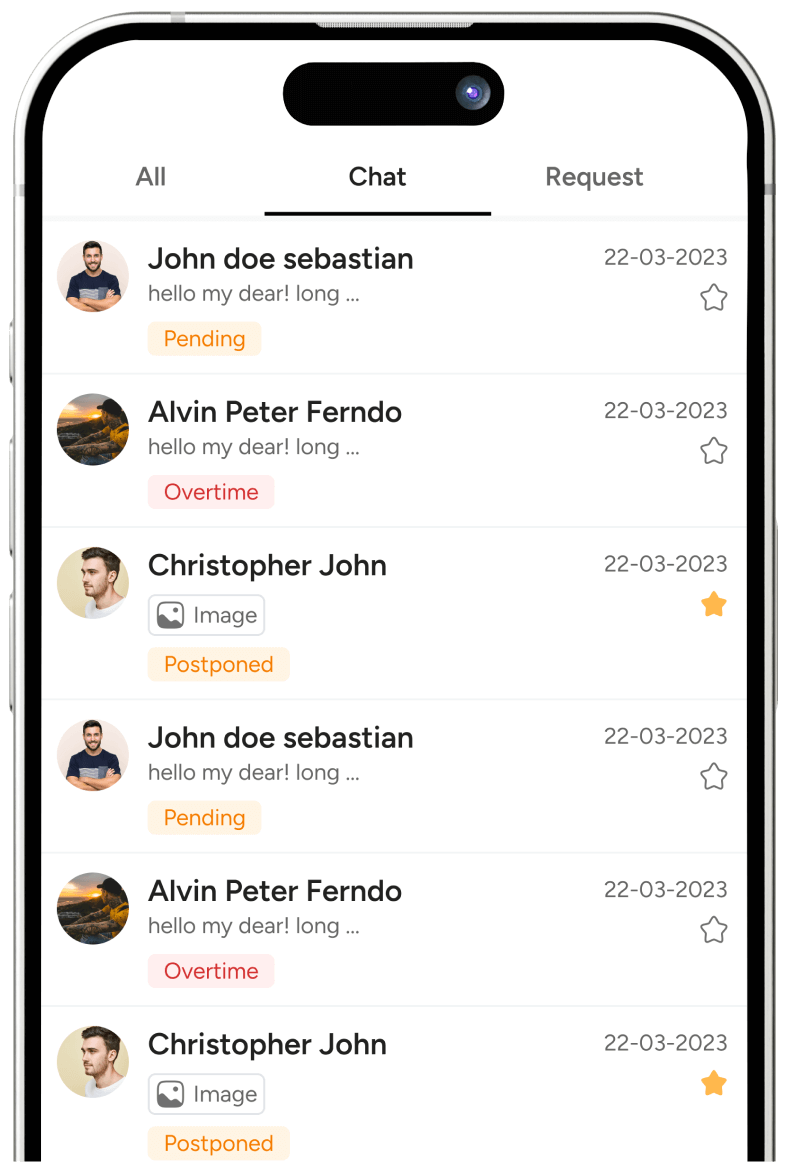 All Chat Request
John doe sebastian 22-03-2023
hello my dear! long ...
Pending
Alvin Peter Ferndo 22-03-2023
hello my dear! long ...
Overtime
Christopher John 22-03-2023
Image
Postponed
John doe sebastian 22-03-2023
hello my dear! long ...
Pending
Alvin Peter Ferndo 22-03-2023
hello my dear! long ...
Overtime
Christopher John 22-03-2023
Image
Postponed